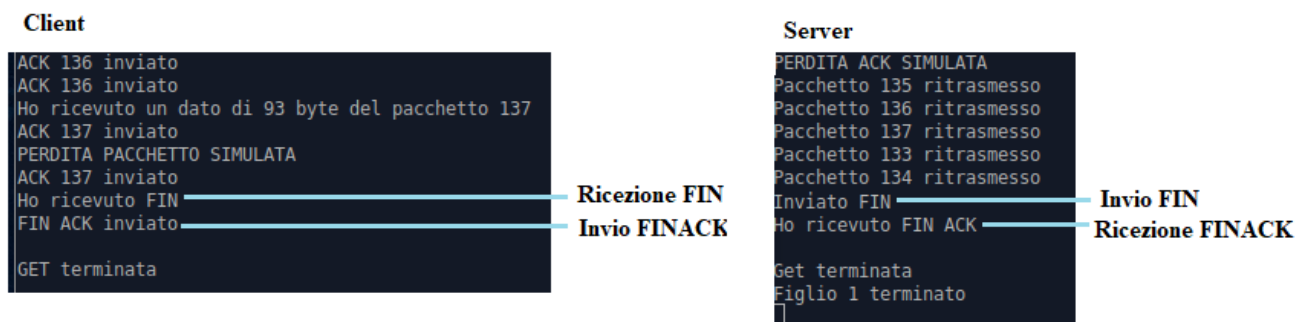 Client
ACK 136 inviato
ACK 136 inviato
Ho ricevuto un dato di 93 byte del pacchetto 137
ACK 137 inviato
PERDITA PACCHETTO SIMULATA
ACK 137 inviato
Ho ricevuto FIN
Ricezione FIN
FIN ACK inviato
Invio FINACK
GET terminata
Server
PERDITA ACK SIMULATA
Pacchetto 135 ritrasmesso
Pacchetto 136 ritrasmesso
Pacchetto 137 ritrasmesso
Pacchetto 133 ritrasmesso
Pacchetto 134 ritrasmesso
Inviato FIN
Invio FIN
Ho ricevuto FIN ACK
Ricezione FINACK
Get terminata
Figlio 1 terminato